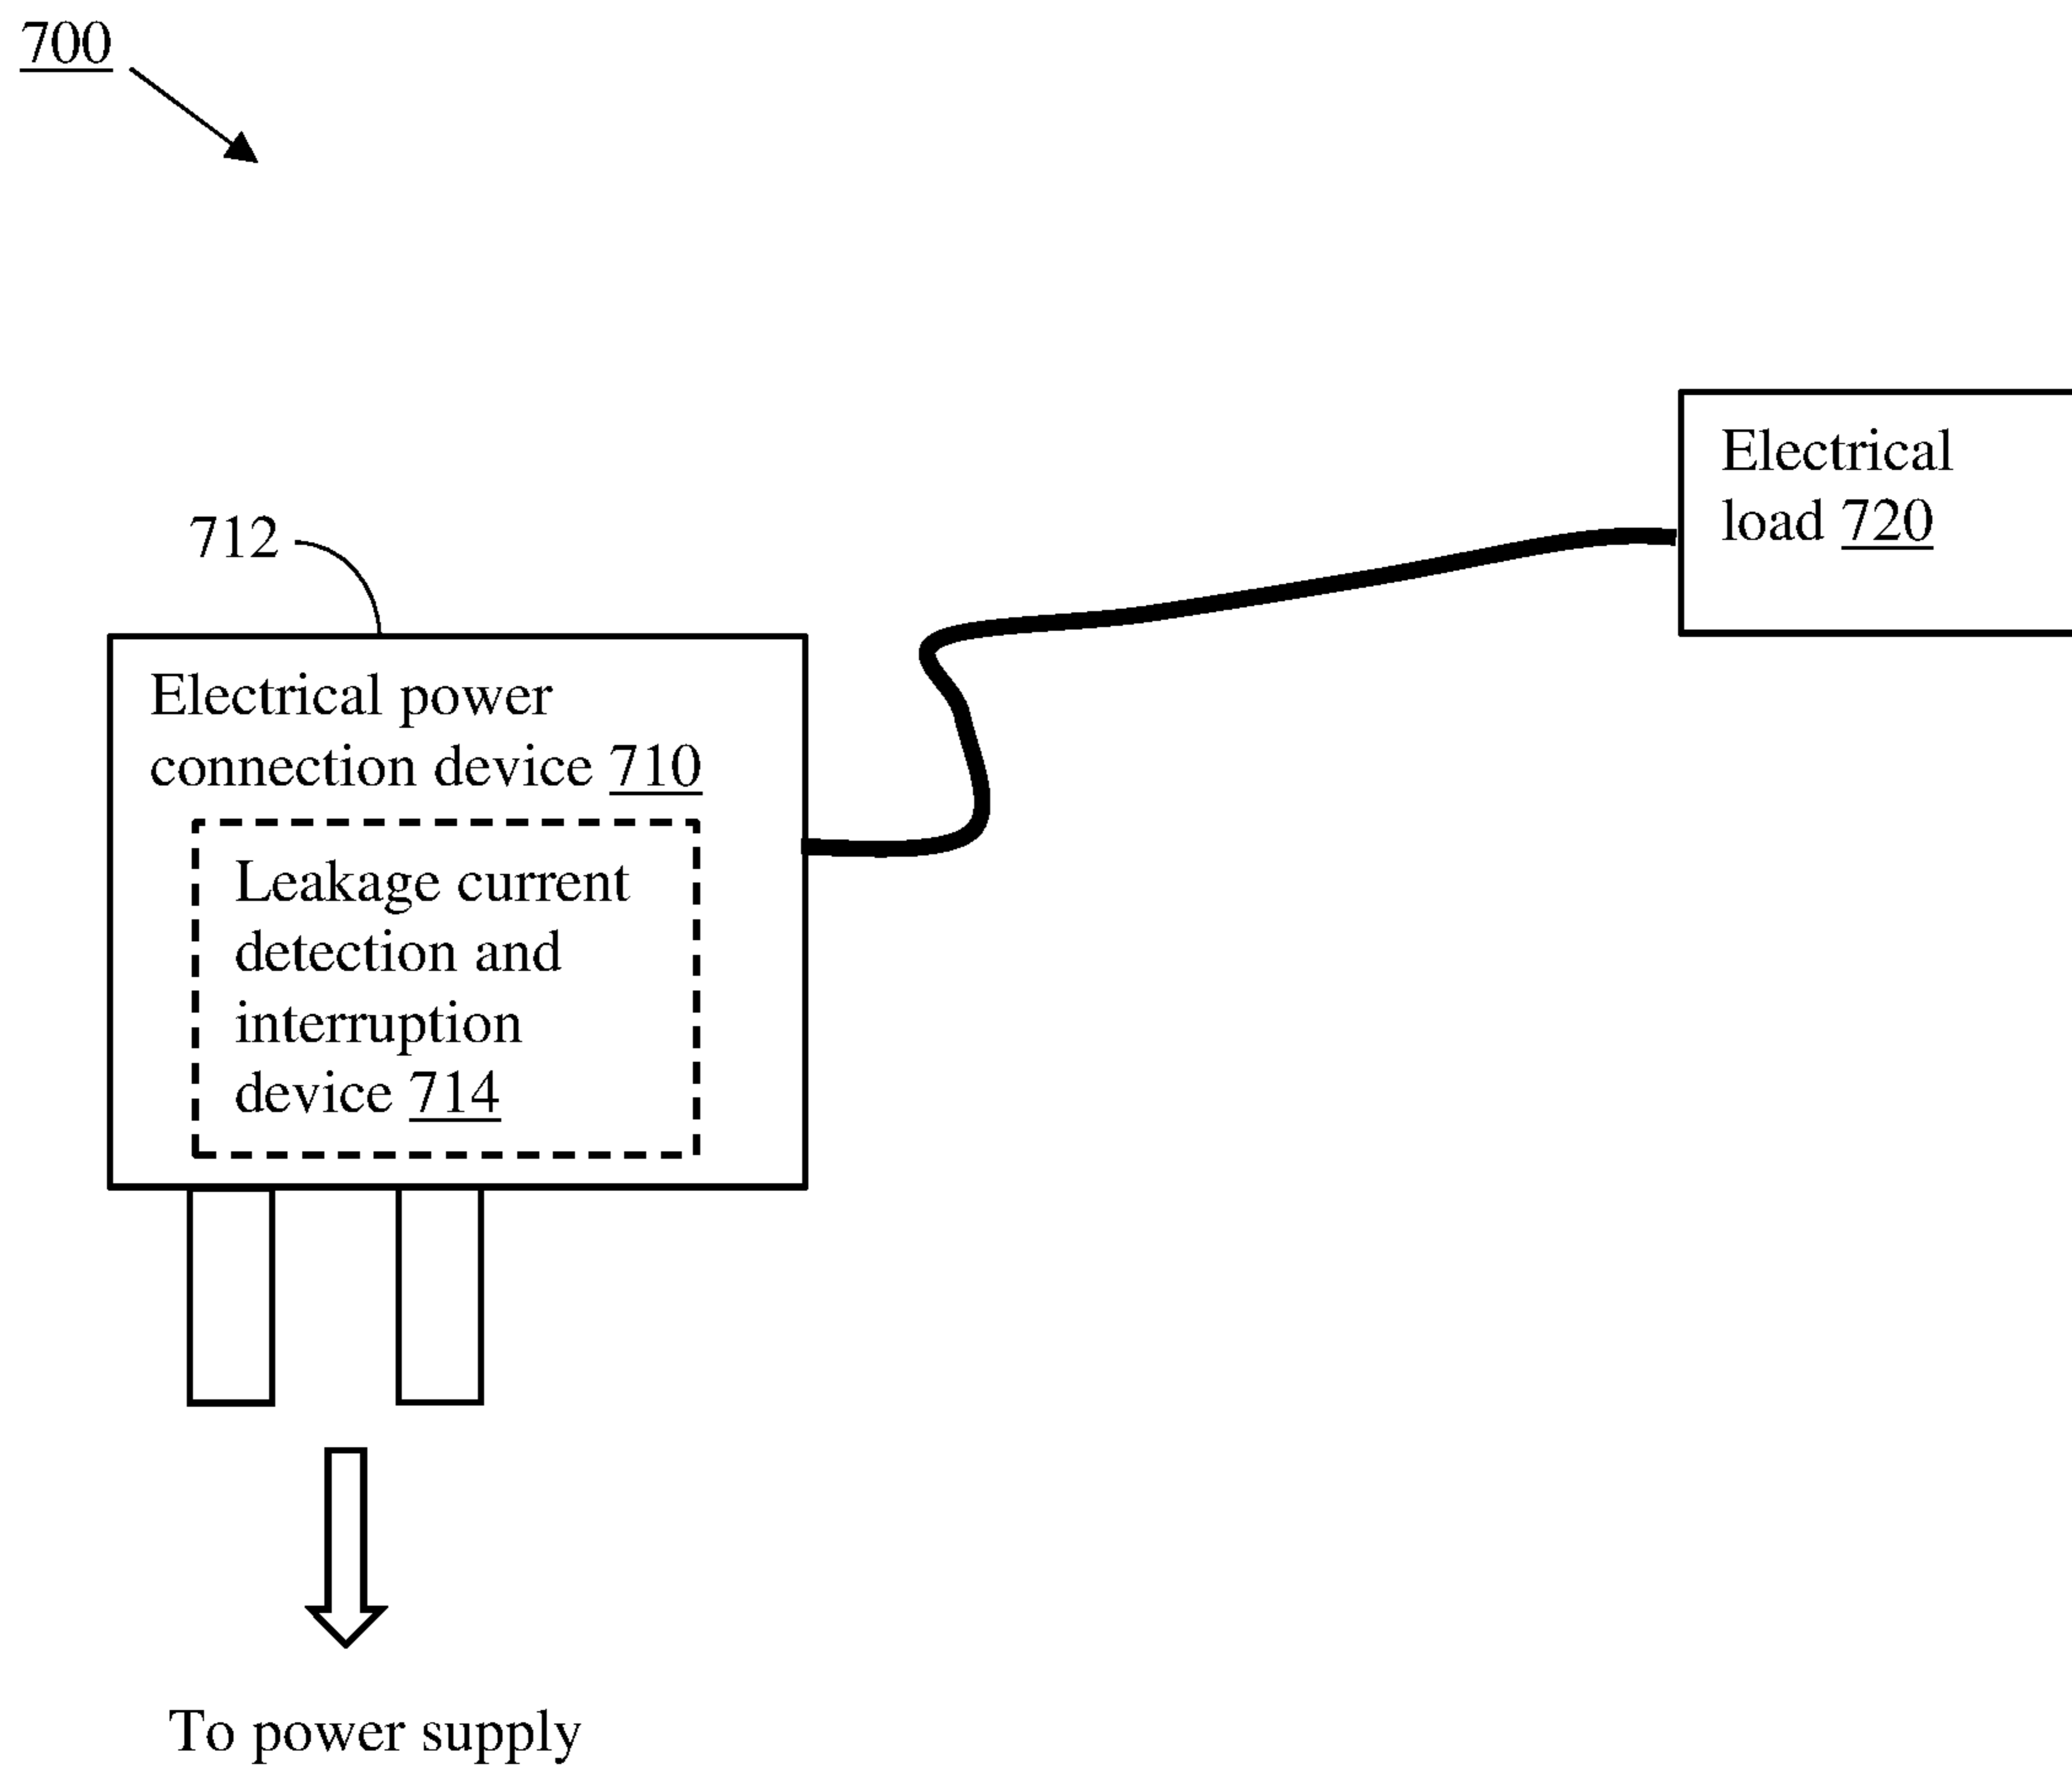 700
Electrical
load 720
712
Electrical power
connection device 710
Leakage current
detection and
interruption
device 714
To power supply